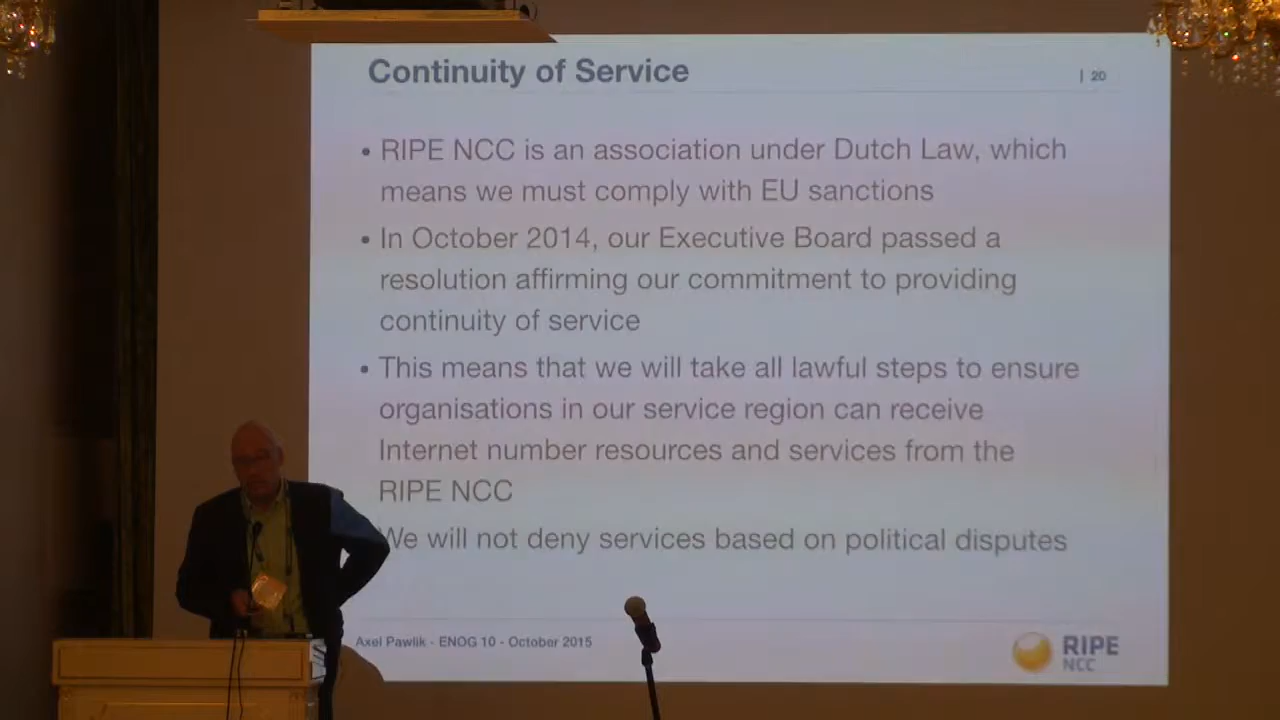 Continuity of Service
| 20
• RIPE NCC is an association under Dutch Law, which
means we must comply with EU sanctions
• In October 2014, our Executive Board passed a
resolution affirming our commitment to providing
continuity of service
• This means that we will take all lawful steps to ensure
organisations in our service region can receive
Internet number resources and services from the
RIPE NCC
We will not deny services based on political disputes
Axel Pawlik - ENOG 10 - October 2015
RIPE
NCC